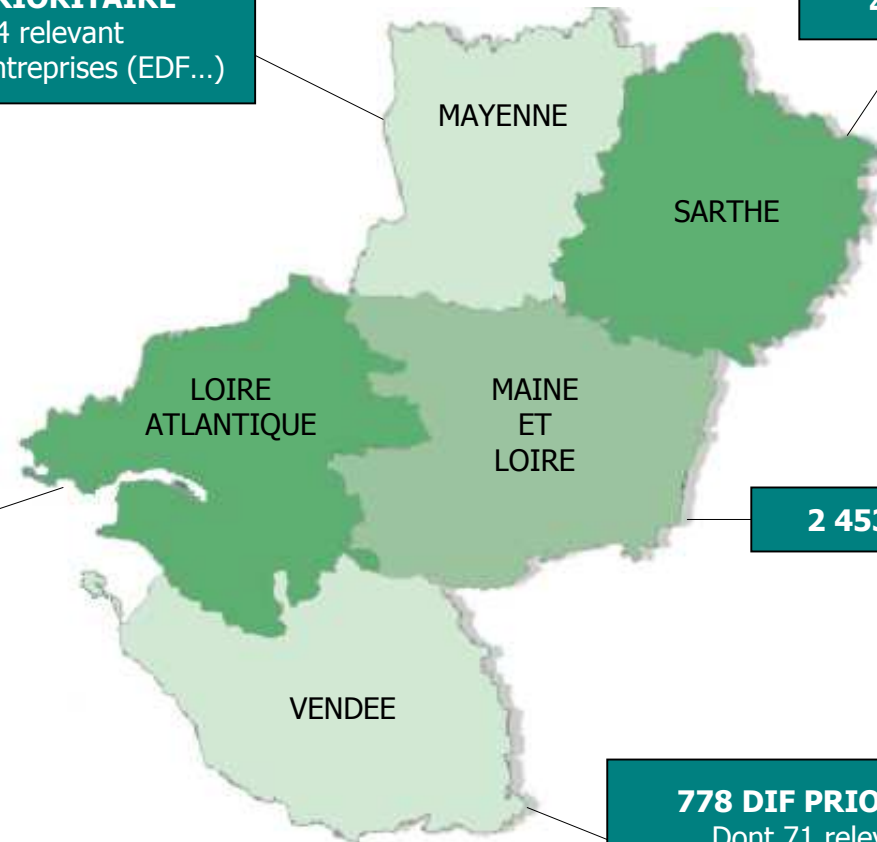 4 relevant
ntreprises (EDF…)
MAYENNE
SARTHE
LOIRE
ATLANTIQUE
MAINE
ET
LOIRE
2 453
VENDEE
778 DIF PRIO
Dont 71 relev